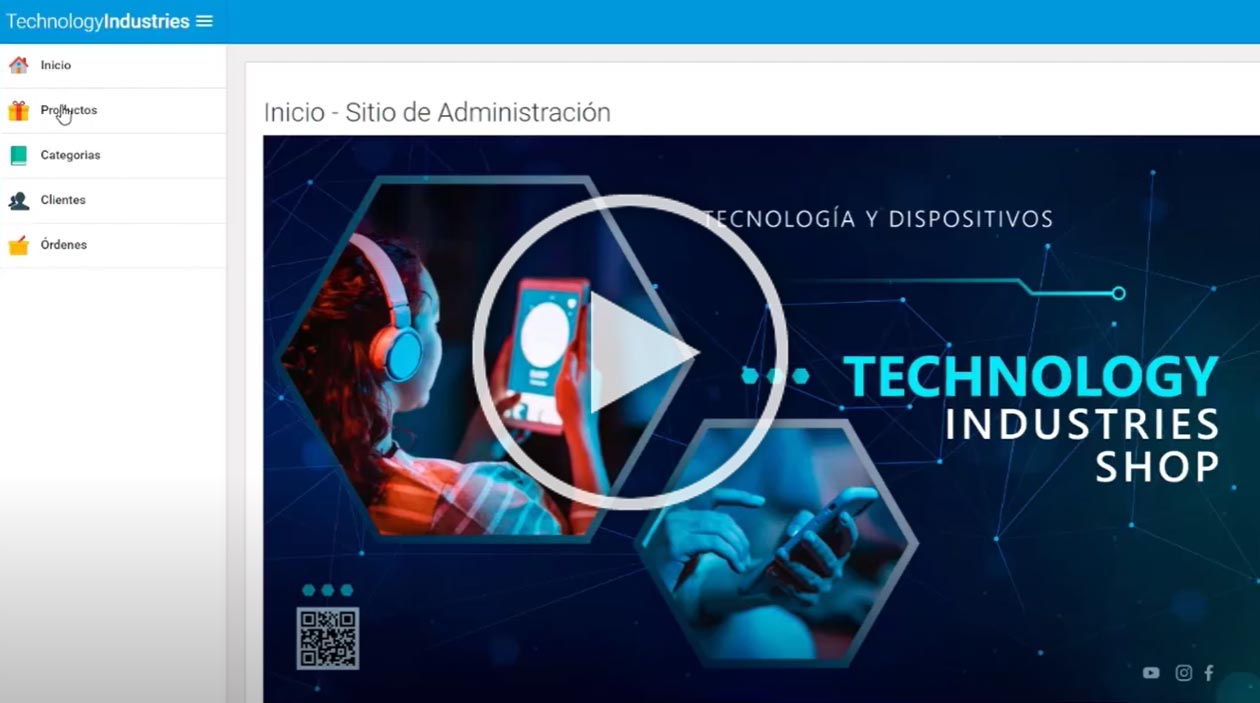 TechnologyIndustries
Inicio
Productos
Categorias
Clientes
Órdenes
Inicio - Sitio de Administración
TECNOLOGÍA Y DISPOSITIVOS
TECHNOLOGY
INDUSTRIES
SHOP